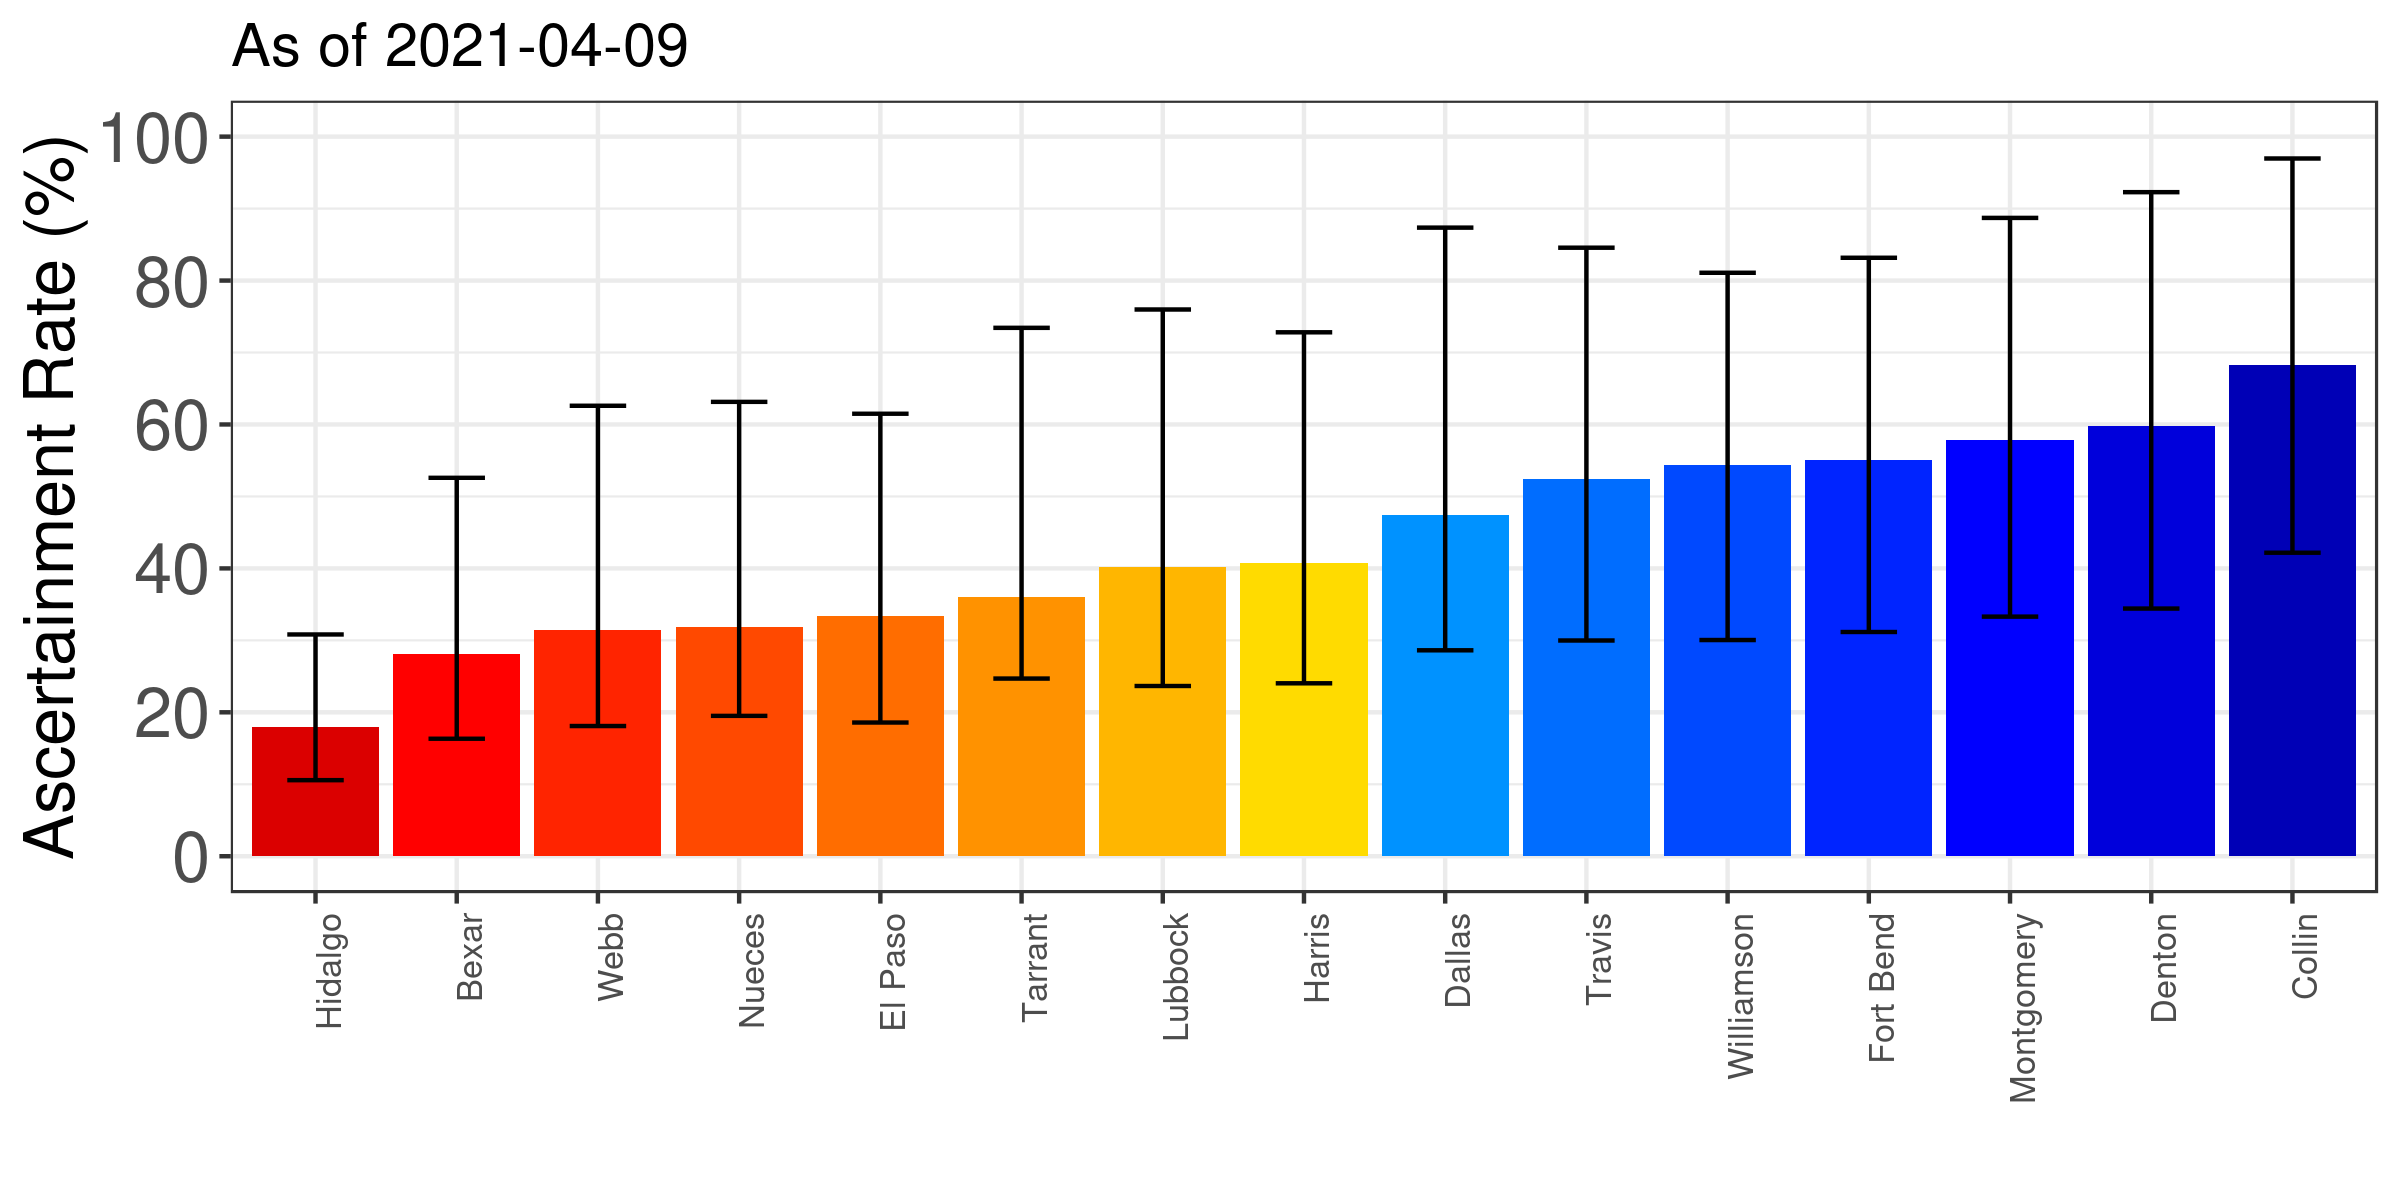 As of 2021-04-09
Ascertainment Rate (%)
100
80
60
40
20
0
Hidalgo
Bexar
Webb
Nueces
El Paso
Tarrant
Lubbock
Harris
Dallas
Travis
Williamson
Fort Bend
Montgomery
Denton
Collin